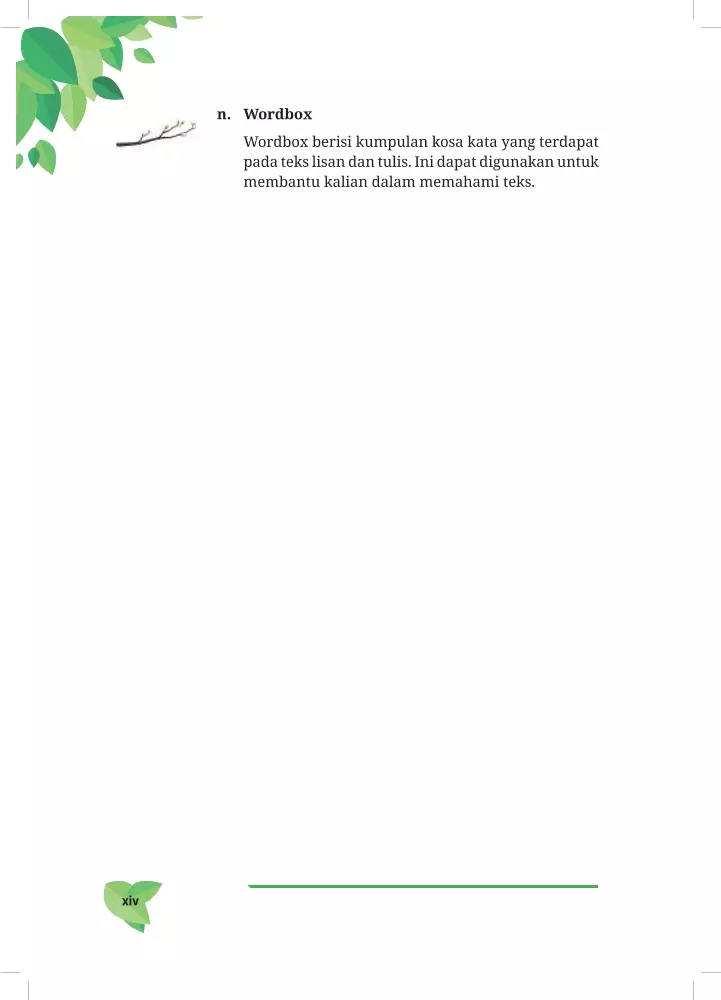 n. Wordbox
Wordbox berisi kumpulan kosa kata yang terdapat
pada teks lisan dan tulis. Ini dapat digunakan untuk
membantu kalian dalam memahami teks.
xiv